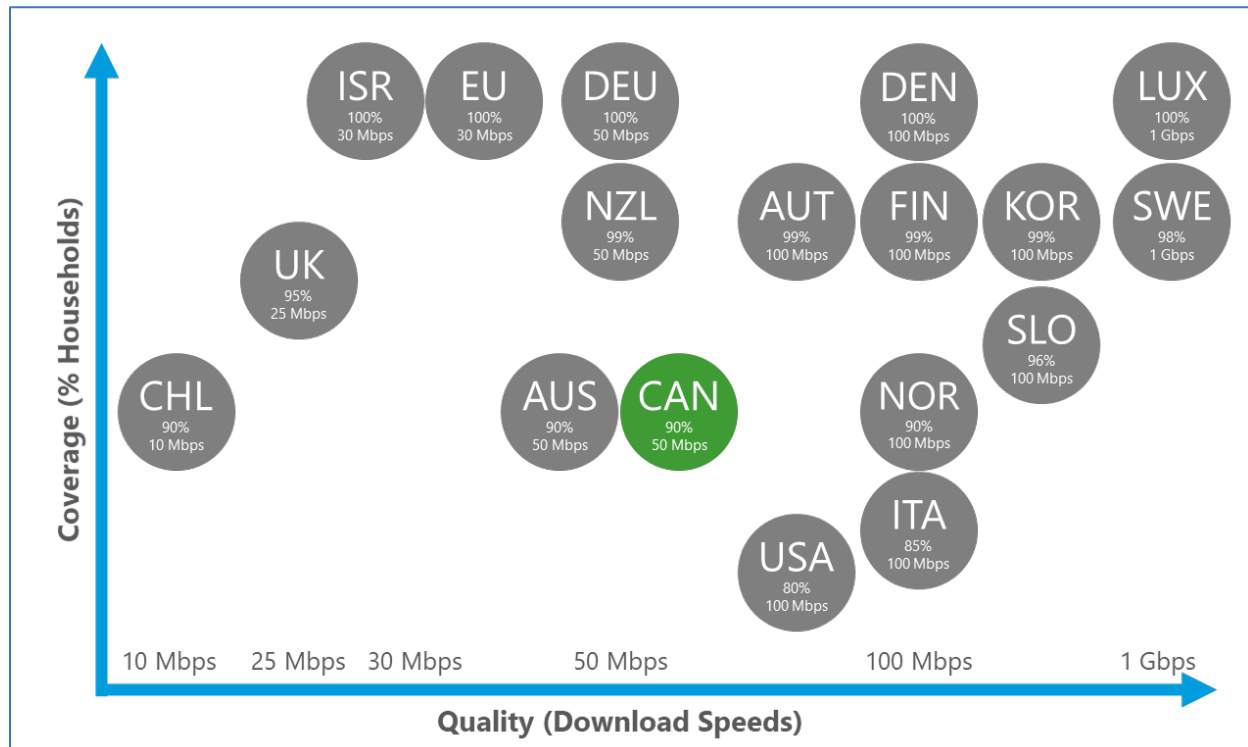 Coverage (% Households)
ISR
100%
30 Mbps
EU
100%
30 Mbps
DEU
100%
50 Mbps
DEN
100%
100 Mbps
LUX
100%
1 Gbps
NZL
99%
50 Mbps
AUT
99%
100 Mbps
FIN
99%
100 Mbps
KOR
99%
100 Mbps
SWE
98%
1 Gbps
UK
95%
25 Mbps
SLO
96%
100 Mbps
CHL
90%
10 Mbps
AUS
90%
50 Mbps
CAN
90%
50 Mbps
NOR
90%
100 Mbps
ITA
85%
100 Mbps
USA
80%
100 Mbps
10 Mbps
25 Mbps
30 Mbps
50 Mbps
100 Mbps
1 Gbps
Quality (Download Speeds)